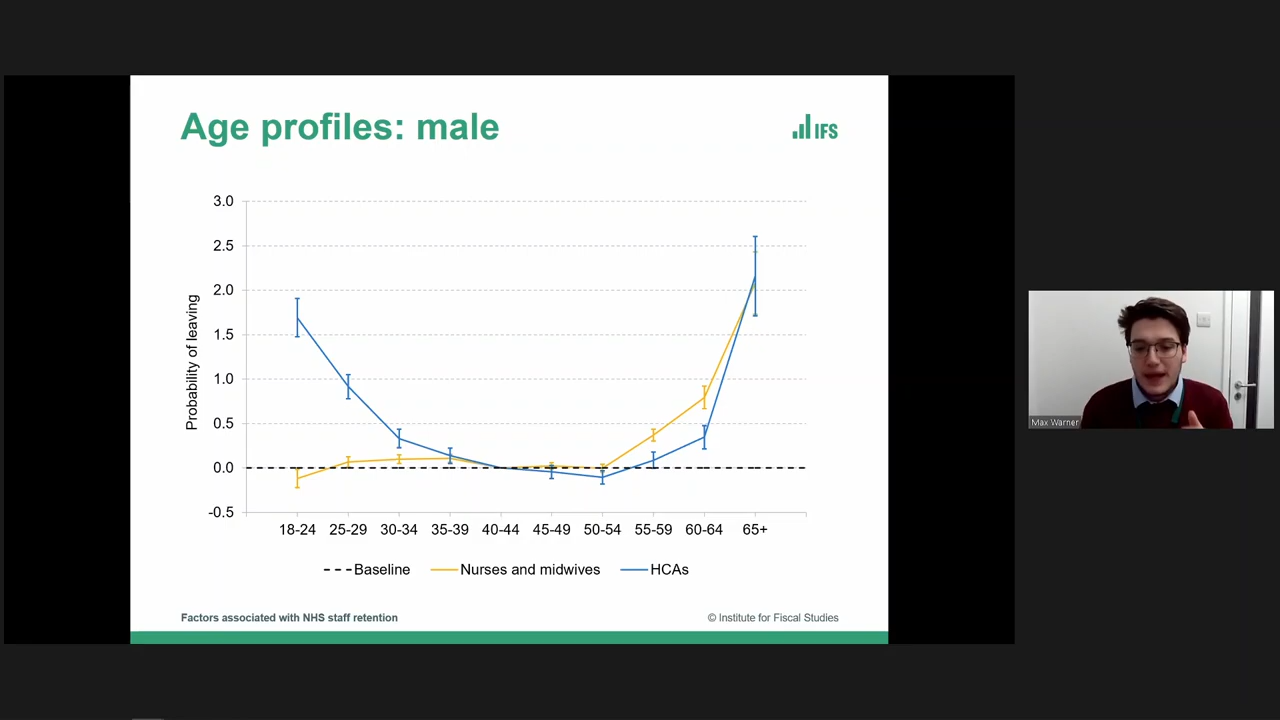 Age profiles: male
IFS
3.0
2.5
2.0
1.5
1.0
0.5
0.0
-0.5
Probability of leaving
18-24 25-29 30-34 35-39 40-44 45-49 50-54 55-59 60-64 65+
Baseline Nurses and midwives HCAs
Factors associated with NHS staff retention © Institute for Fiscal Studies
Max Warner